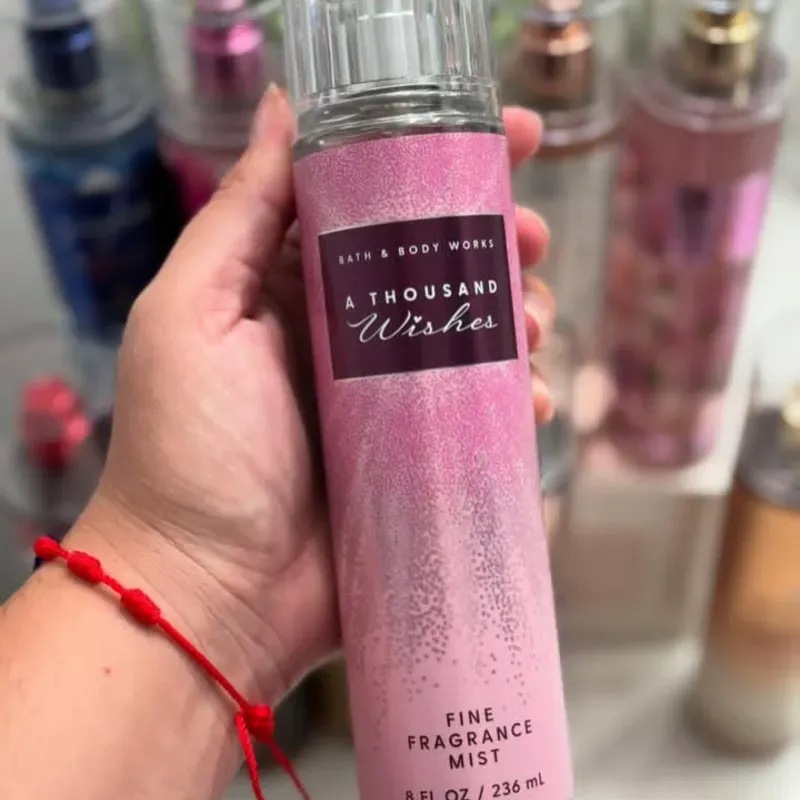 BATH & BODY WORKS
A THOUSAND
Wishes
FINE
FRAGRANCE
MIST
8 FL OZ / 236 mL